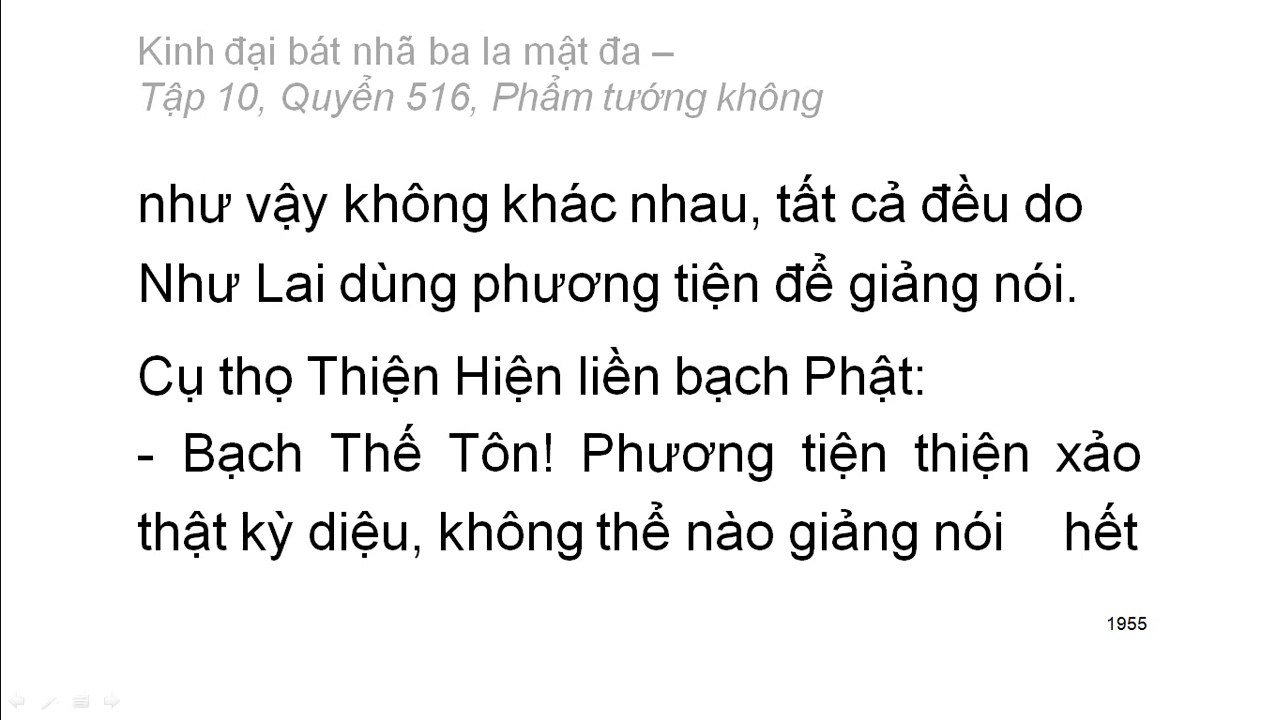 Kinh đại bát nhã ba la mật đa –
Tập 10, Quyển 516, Phẩm tướng không
như vậy không khác nhau, tất cả đều do
Như Lai dùng phương tiện để giảng nói.
Cụ thọ Thiện Hiện liền bạch Phật:
- Bạch Thế Tôn! Phương tiện thiện xảo
thật kỳ diệu, không thể nào giảng nói hết
1955